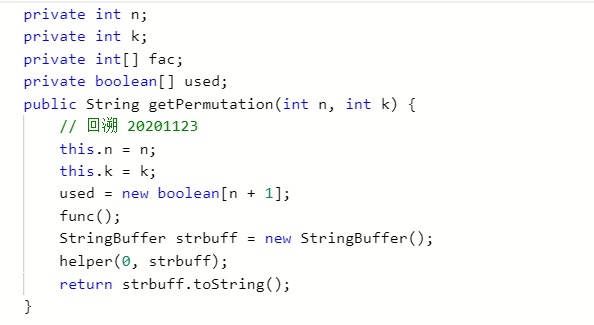 private int n;
private int k;
private int[] fac;
private boolean[] used;
public String getPermutation(int n, int k) {
    // 回溯 20201123
    this.n = n;
    this.k = k;
    used = new boolean[n + 1];
    func();
    StringBuffer strbuff = new StringBuffer();
    helper(0, strbuff);
    return strbuff.toString();
}